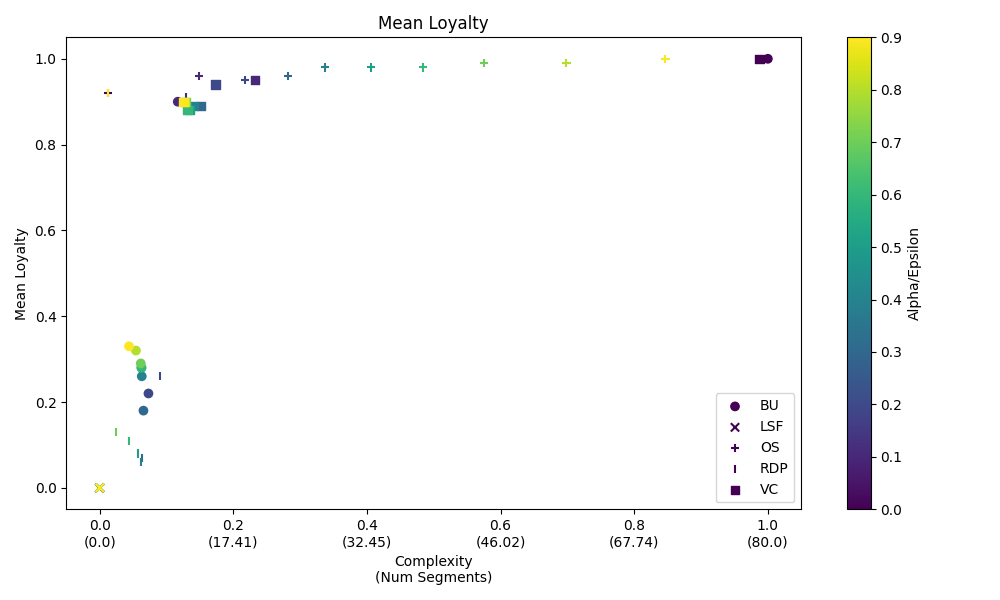 Mean Loyalty
1.0
0.8
0.6
0.4
0.2
0.0
Mean Loyalty
0.0
(0.0)
0.2
(17.41)
0.4
(32.45)
0.6
(46.02)
0.8
(67.74)
1.0
(80.0)
Complexity
(Num Segments)
BU
LSF
OS
RDP
VC
0.9
0.8
0.7
0.6
0.5
0.4
0.3
0.2
0.1
0.0
Alpha/Epsilon